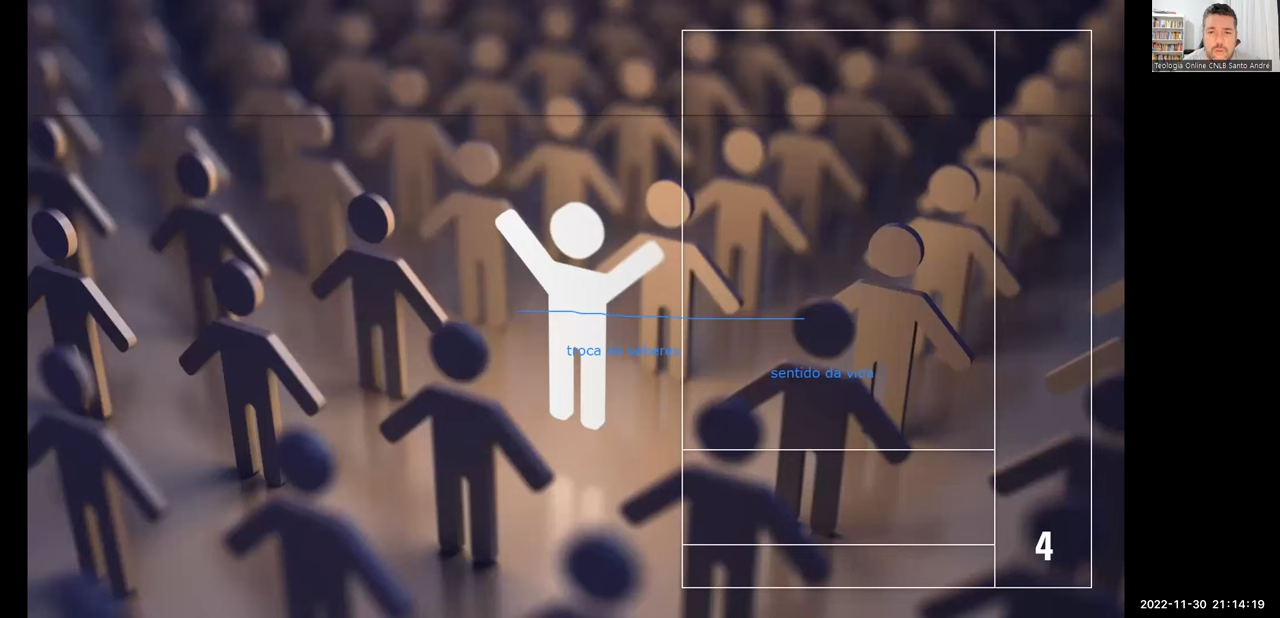 Teologia Online CNLB Santo André
troca de saberes
sentido da vida
4
2022-11-30 21:14:19